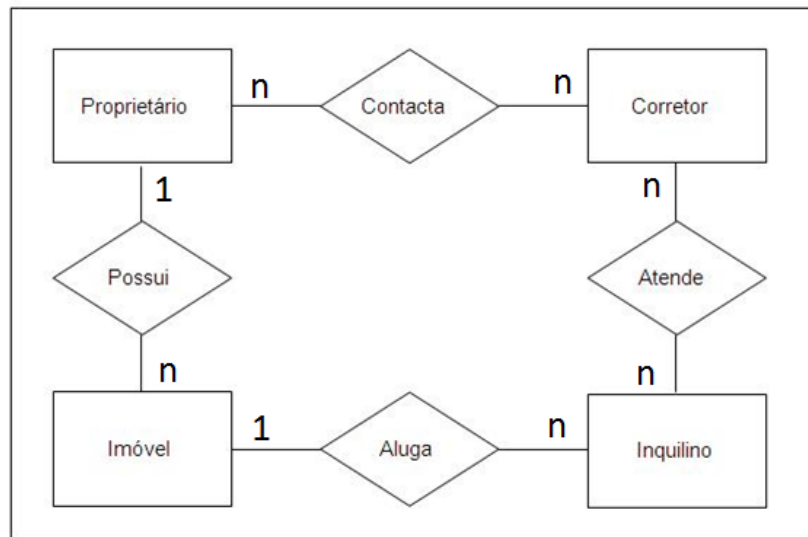 Proprietário n Contacta n Corretor
1 n
Possui Atende
n n
Imóvel 1 Aluga n Inquilino